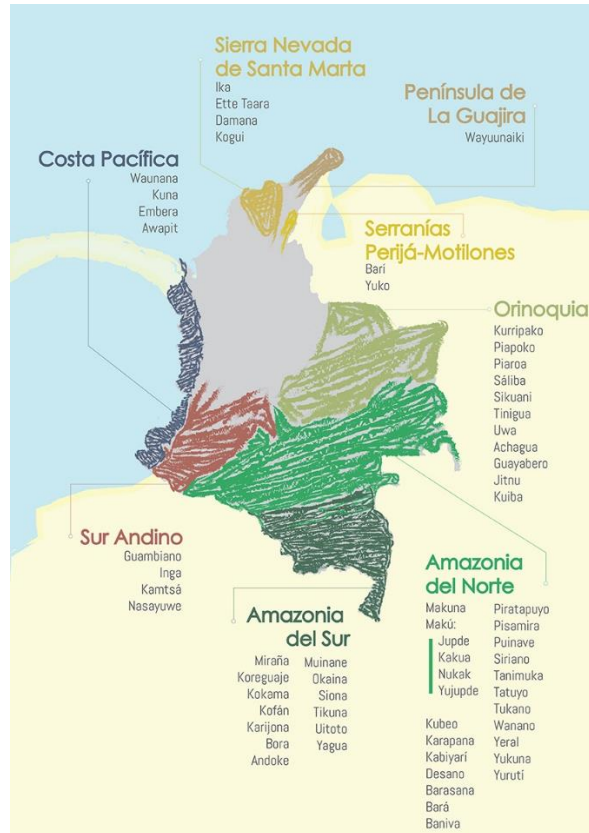 Sierra Nevada
de Santa Marta
Ika
Ette Taara
Damana
Kogui
Península de
La Guajira
Wayuunaiki
Costa Pacífica
Waunana
Kuna
Embera
Awapit
Serranías
Perijá-Motilones
Barí
Yuko
Orinoquia
Kurripako
Piapoko
Piaroa
Sáliba
Sikuani
Tinigua
Uwa
Achagua
Guayabero
Jitnu
Kuiba
Sur Andino
Guambiano
Inga
Kamtsá
Nasayuwe
Amazonia
del Sur
Miraña
Koreguaje
Kokama
Kofán
Karijona
Bora
Andoke
Muinane
Okaina
Siona
Tikuna
Uitoto
Yagua
Amazonia
del Norte
Makuna
Makú:
Jupde
Kakua
Nukak
Yujupde
Kubeo
Karapana
Kabiyarí
Desano
Barasana
Bará
Baniva
Piratapuyo
Pisamira
Puinave
Siriano
Tanimuka
Tatuyo
Tukano
Wanano
Yeral
Yukuna
Yurutí